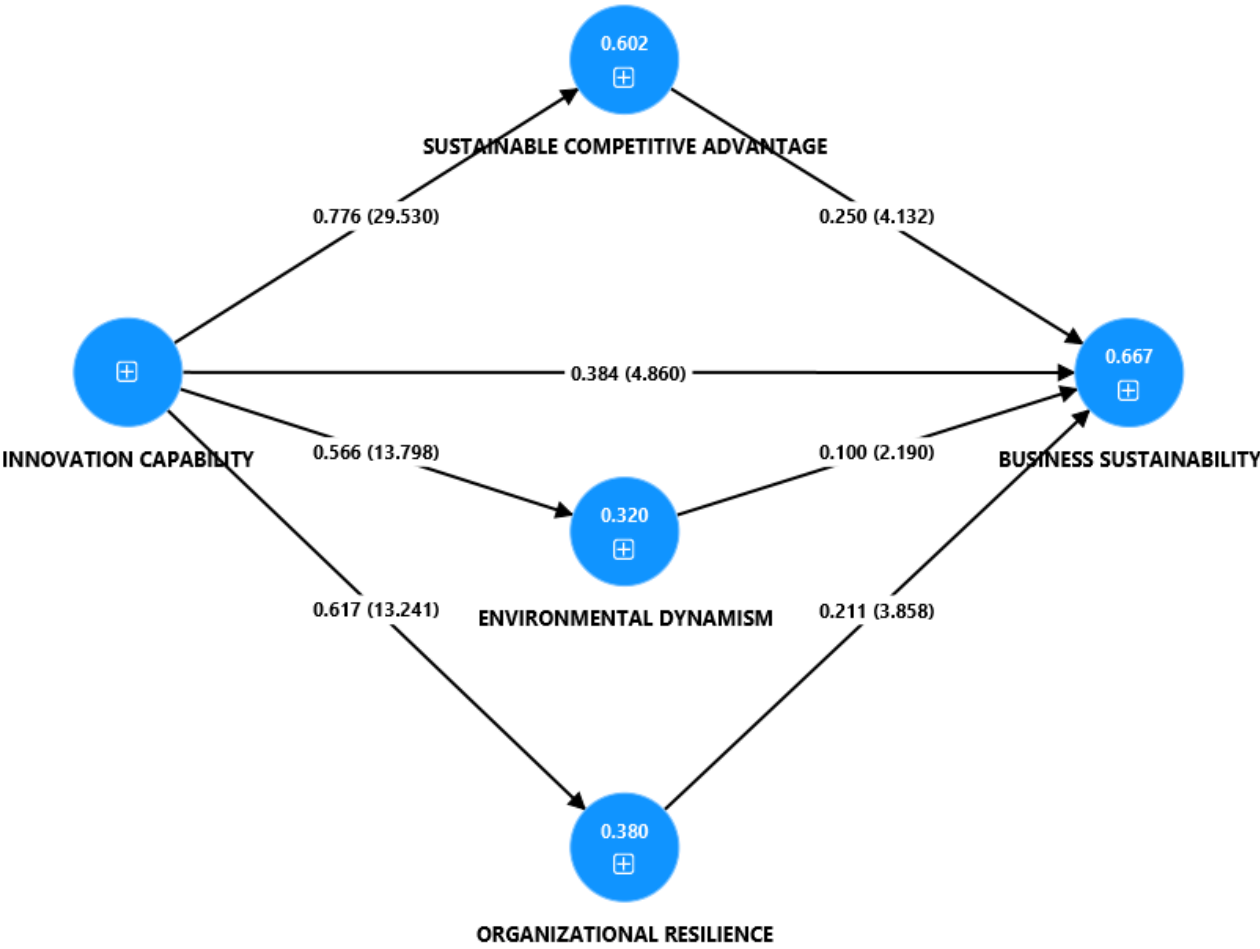 0.602
SUSTAINABLE COMPETITIVE ADVANTAGE
0.776 (29.530)
0.250 (4.132)
0.667
0.384 (4.860)
INNOVATION CAPABILITY
0.566 (13.798)
0.100 (2.190)
BUSINESS SUSTAINABILITY
0.320
0.617 (13.241)
ENVIRONMENTAL DYNAMISM
0.211 (3.858)
0.380
ORGANIZATIONAL RESILIENCE